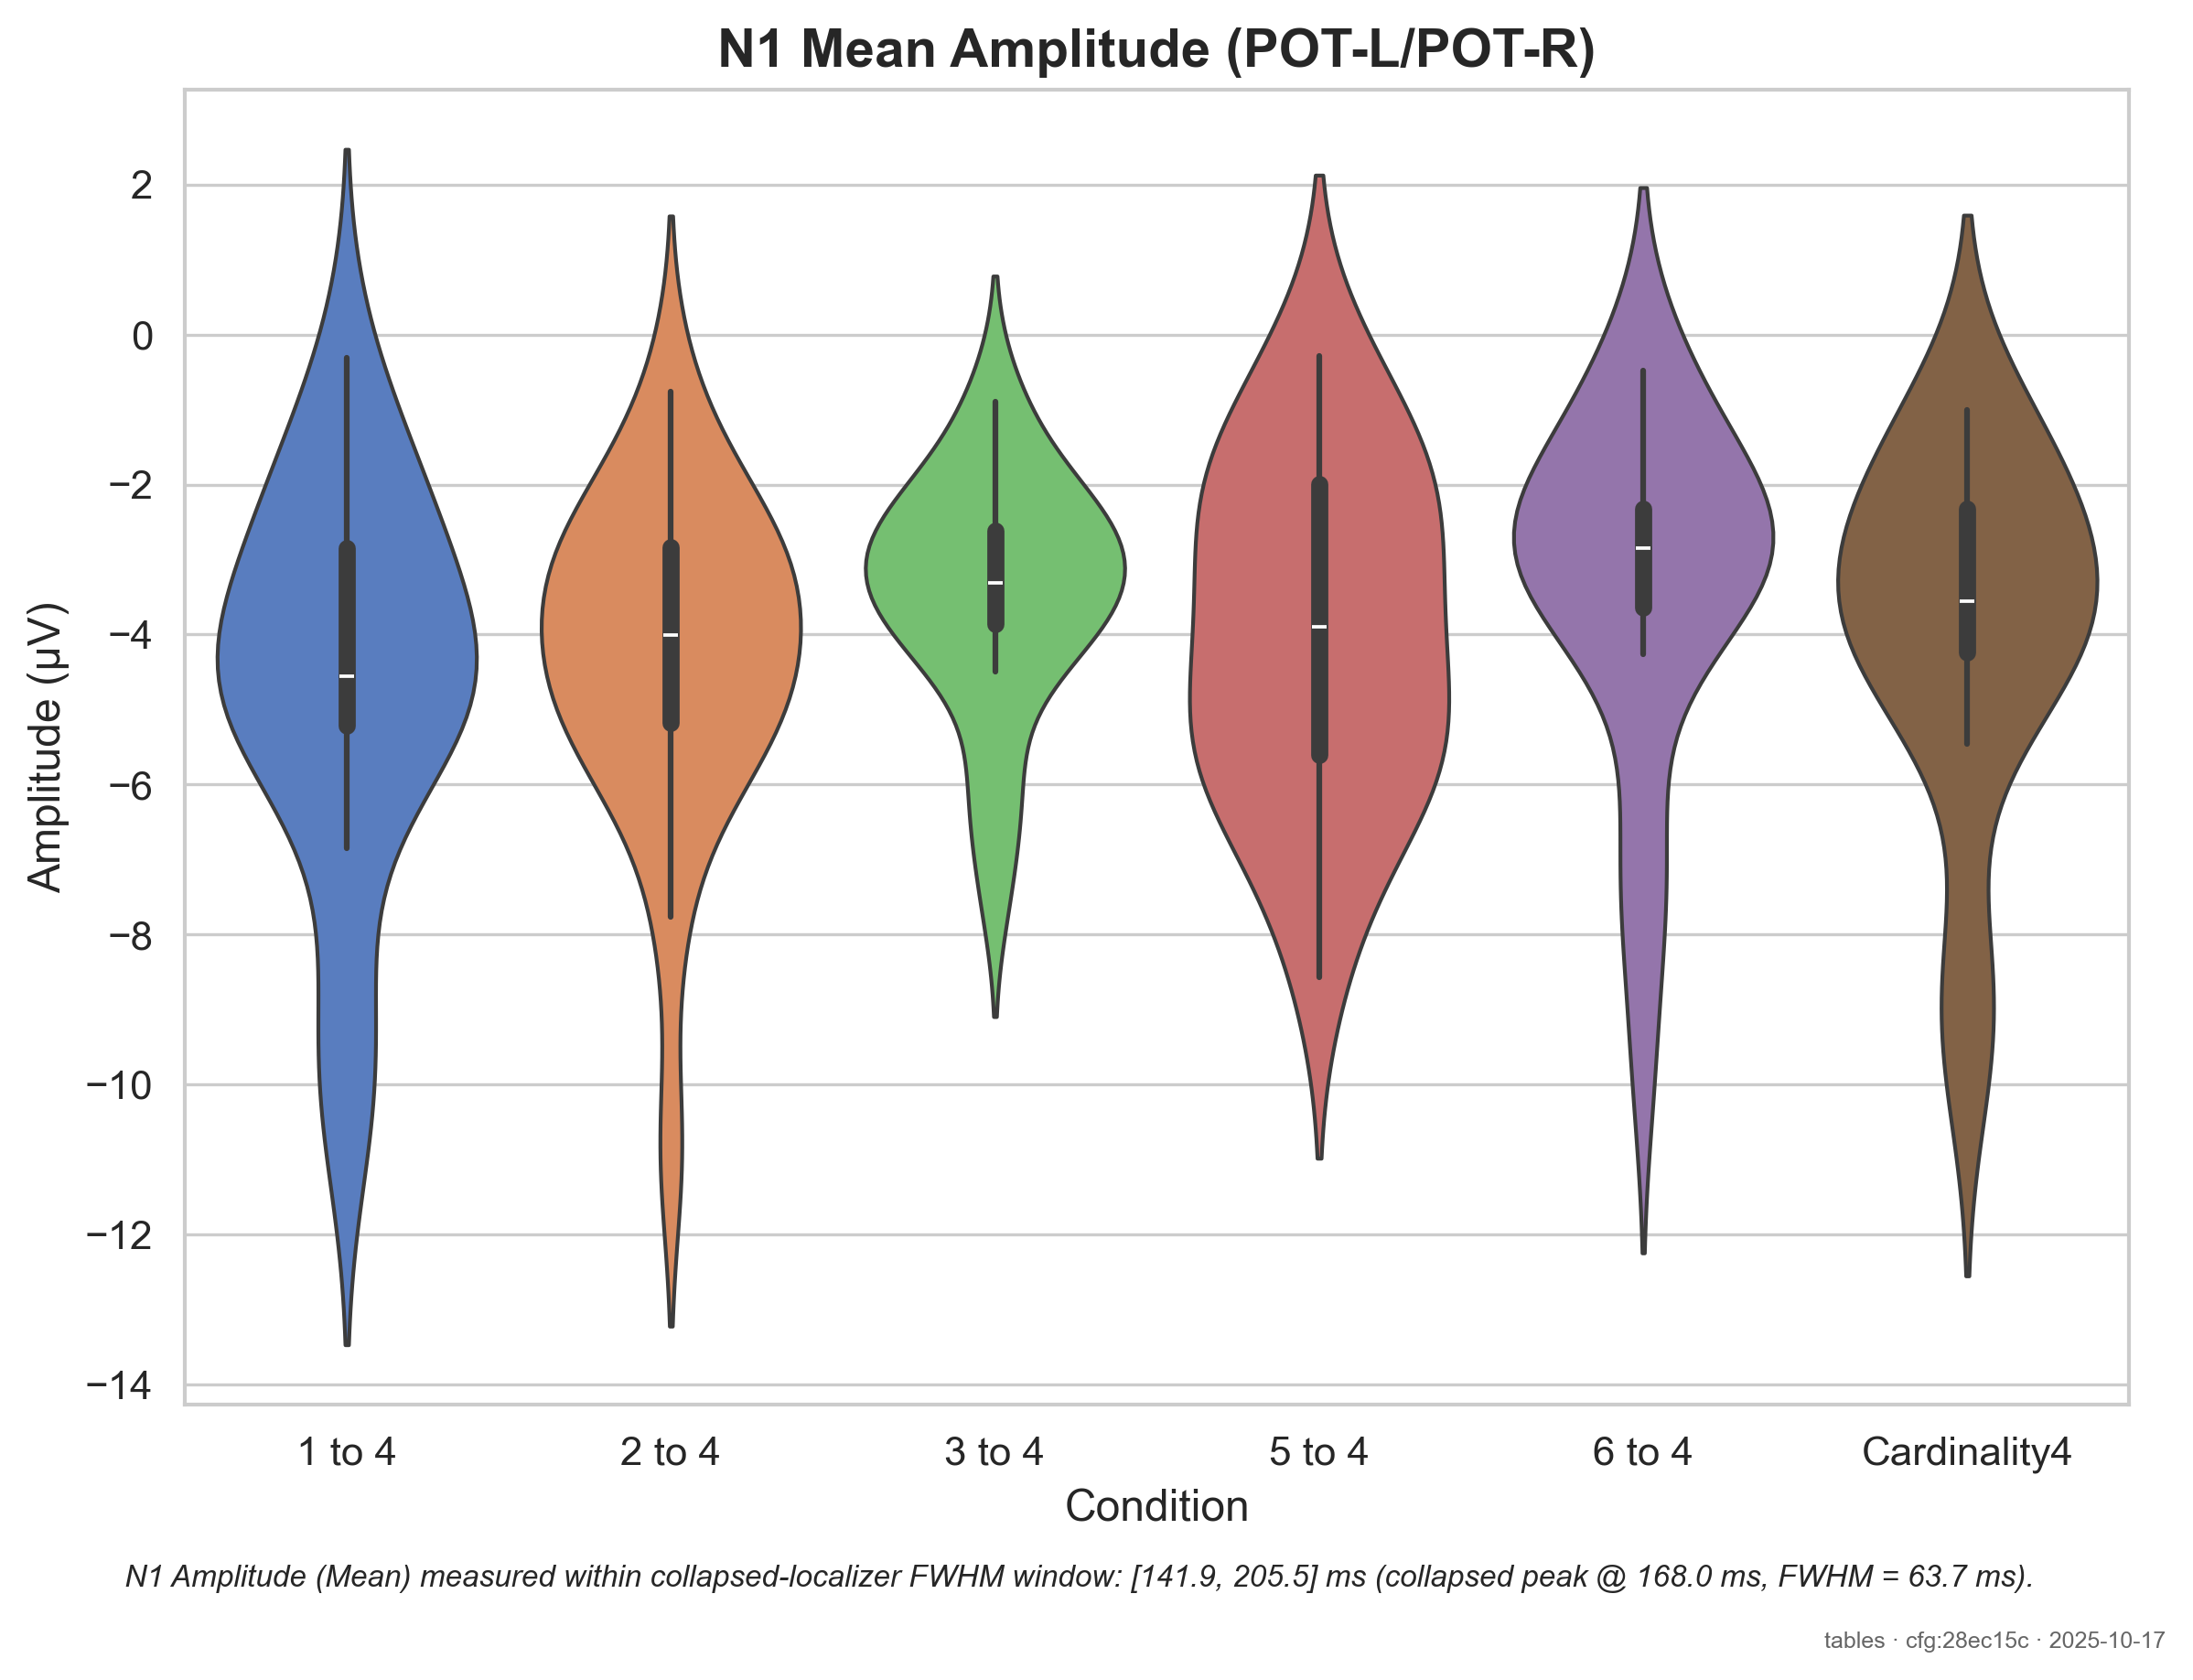 N1 Mean Amplitude (POT-L/POT-R)
Amplitude (µV)
2
0
−2
−4
−6
−8
−10
−12
−14
1 to 4
2 to 4
3 to 4
5 to 4
6 to 4
Cardinality4
Condition
N1 Amplitude (Mean) measured within collapsed-localizer FWHM window: [141.9, 205.5] ms (collapsed peak @ 168.0 ms, FWHM = 63.7 ms).
tables · cfg:28ec15c · 2025-10-17